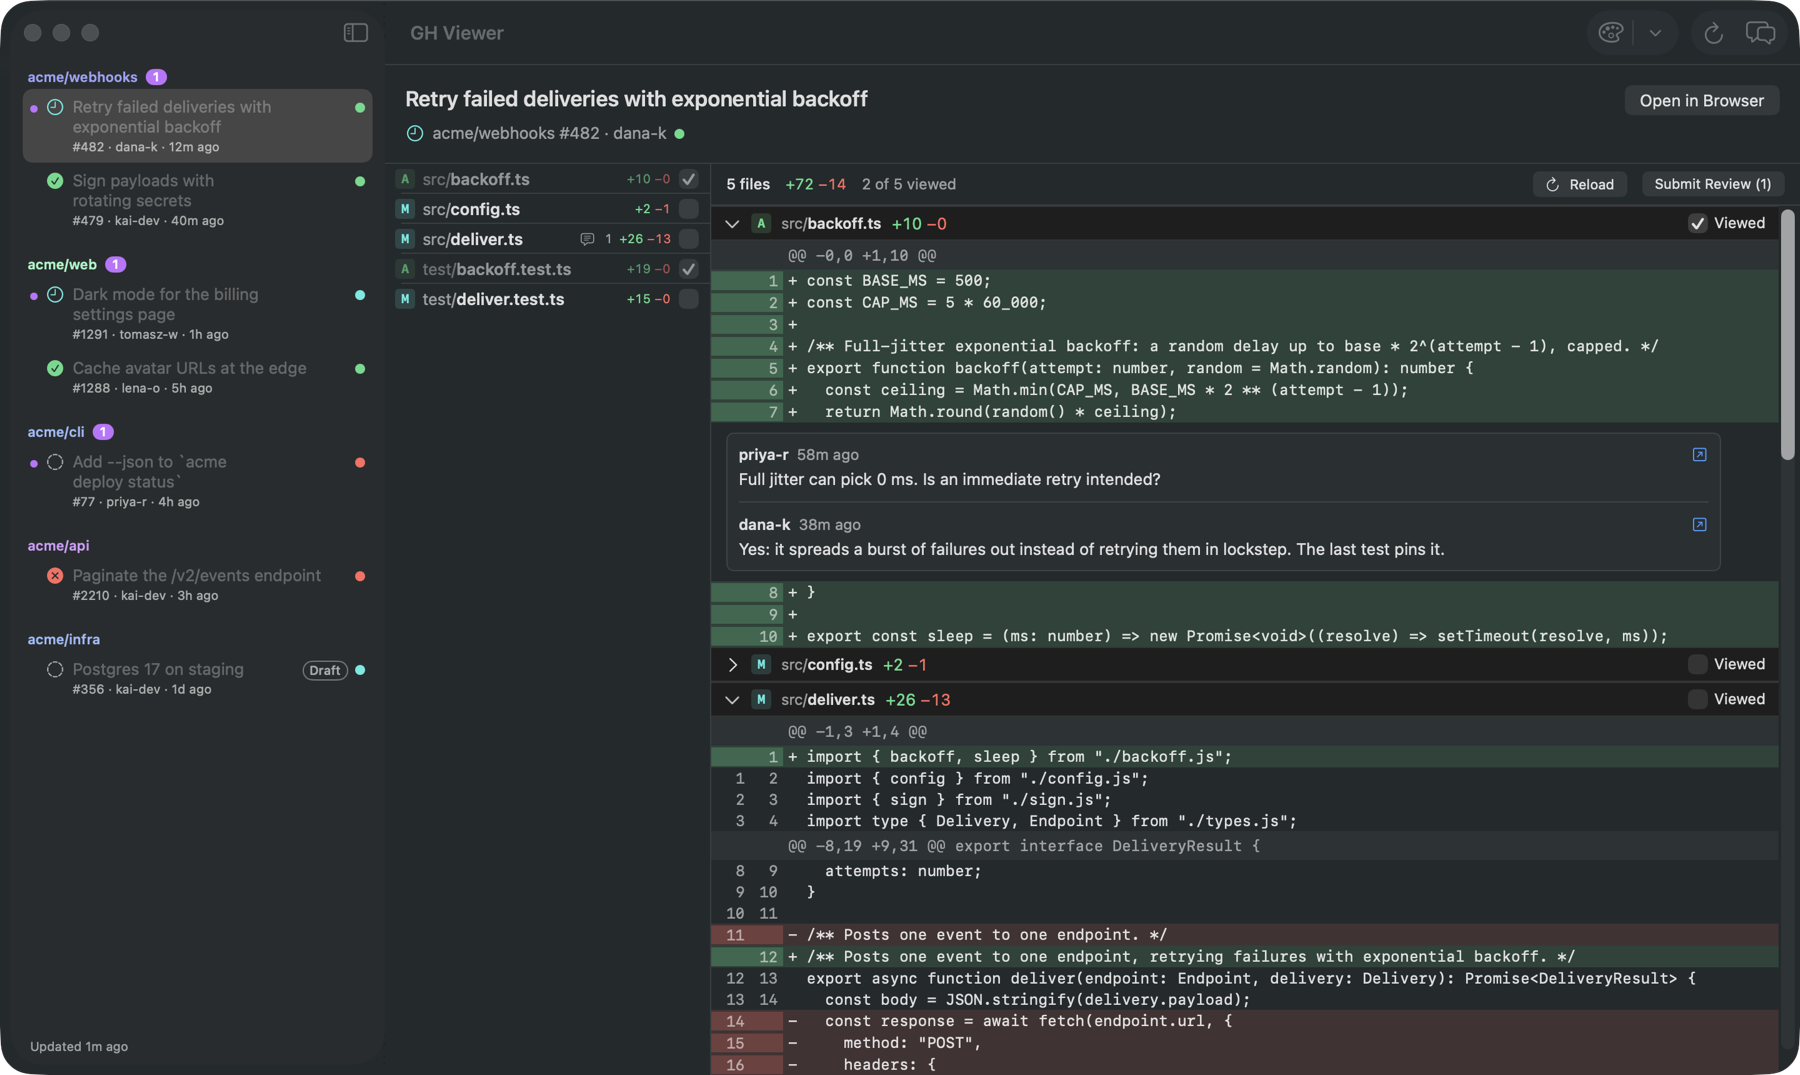 GH Viewer
acme/webhooks 1
Retry failed deliveries with
exponential backoff
#482 · dana-k · 12m ago
Sign payloads with
rotating secrets
#479 · kai-dev · 40m ago
acme/web 1
Dark mode for the billing
settings page
#1291 · tomasz-w · 1h ago
Cache avatar URLs at the edge
#1288 · lena-o · 5h ago
acme/cli 1
Add --json to `acme
deploy status`
#77 · priya-r · 4h ago
acme/api
Paginate the /v2/events endpoint
#2210 · kai-dev · 3h ago
acme/infra
Postgres 17 on staging Draft
#356 · kai-dev · 1d ago
Updated 1m ago
Retry failed deliveries with exponential backoff
Open in Browser
acme/webhooks #482 · dana-k
A src/backoff.ts +10 −0
M src/config.ts +2 −1
M src/deliver.ts 1 +26 −13
A test/backoff.test.ts +19 −0
M test/deliver.test.ts +15 −0
5 files +72 −14 2 of 5 viewed Reload Submit Review (1)
A src/backoff.ts +10 −0 Viewed
@@ −0,0 +1,10 @@
1 + const BASE_MS = 500;
2 + const CAP_MS = 5 * 60_000;
3 +
4 + /** Full-jitter exponential backoff: a random delay up to base * 2^(attempt − 1), capped. */
5 + export function backoff(attempt: number, random = Math.random): number {
6 + const ceiling = Math.min(CAP_MS, BASE_MS * 2 ** (attempt − 1));
7 + return Math.round(random() * ceiling);
priya-r 58m ago
Full jitter can pick 0 ms. Is an immediate retry intended?
dana-k 38m ago
Yes: it spreads a burst of failures out instead of retrying them in lockstep. The last test pins it.
8 + }
9 +
10 + export const sleep = (ms: number) => new Promise<void>((resolve) => setTimeout(resolve, ms));
M src/config.ts +2 −1 Viewed
M src/deliver.ts +26 −13 Viewed
@@ −1,3 +1,4 @@
1 + import { backoff, sleep } from "./backoff.js";
1 2 import { config } from "./config.js";
2 3 import { sign } from "./sign.js";
3 4 import type { Delivery, Endpoint } from "./types.js";
@@ −8,19 +9,31 @@ export interface DeliveryResult {
8 9 attempts: number;
9 10 }
10 11
11 − /** Posts one event to one endpoint. */
12 + /** Posts one event to one endpoint, retrying failures with exponential backoff. */
12 13 export async function deliver(endpoint: Endpoint, delivery: Delivery): Promise<DeliveryResult> {
13 14 const body = JSON.stringify(delivery.payload);
14 − const response = await fetch(endpoint.url, {
15 − method: "POST",
16 − headers: {